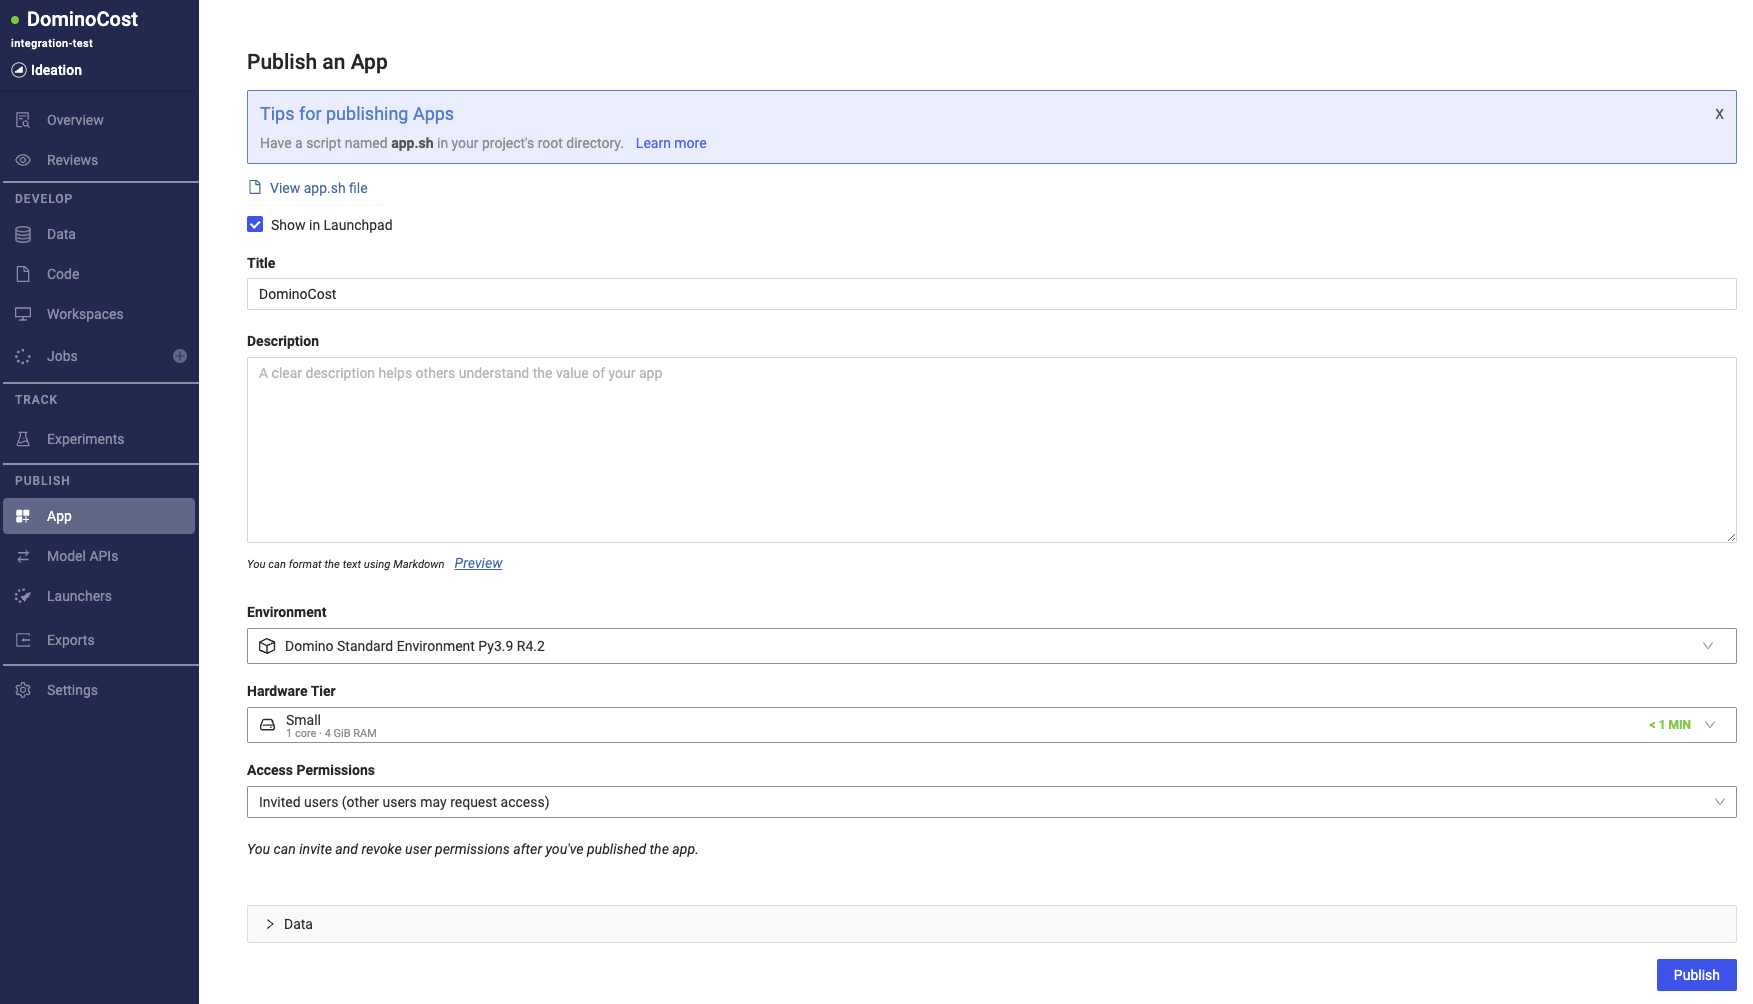 DominoCost
integration-test
Ideation
Overview
Reviews
DEVELOP
Data
Code
Workspaces
Jobs
TRACK
Experiments
PUBLISH
App
Model APIs
Launchers
Exports
Settings
Publish an App
Tips for publishing Apps
X
Have a script named app.sh in your project's root directory. Learn more
View app.sh file
Show in Launchpad
Title
DominoCost
Description
A clear description helps others understand the value of your app
You can format the text using Markdown Preview
Environment
Domino Standard Environment Py3.9 R4.2
Hardware Tier
Small
1 core · 4 GiB RAM
< 1 MIN
Access Permissions
Invited users (other users may request access)
You can invite and revoke user permissions after you've published the app.
Data
Publish